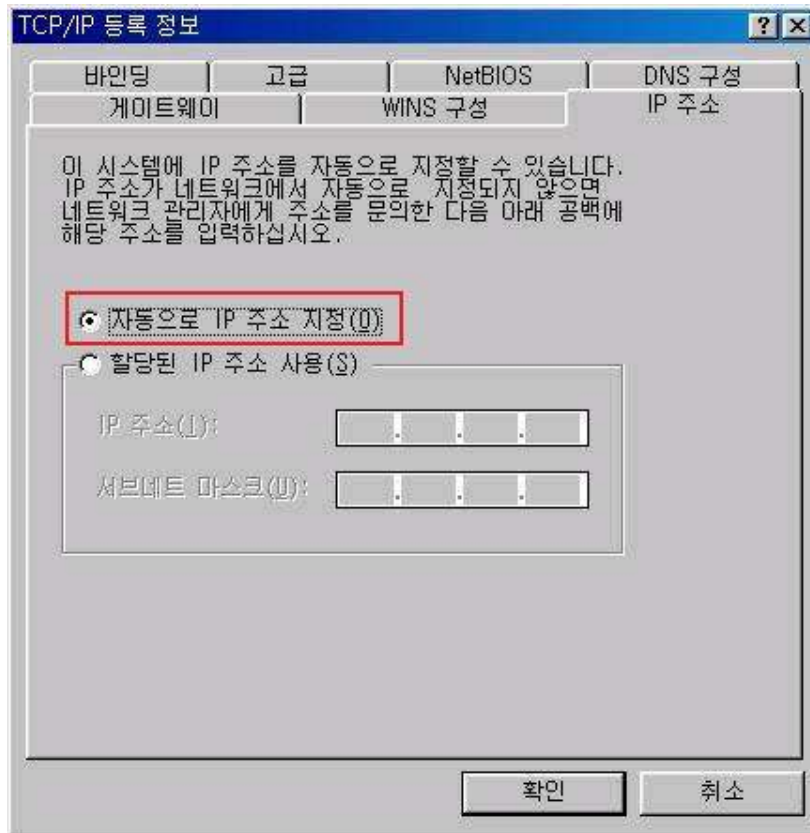 TCP/IP 등록 정보
바인딩 고급 NetBIOS DNS 구성
게이트웨이 WINS 구성 IP 주소
이 시스템에 IP 주소를 자동으로 지정할 수 있습니다.
IP 주소가 네트워크에서 자동으로 지정되지 않으면
네트워크 관리자에게 주소를 문의한 다음 아래 공백에
해당 주소를 입력하십시오.
자동으로 IP 주소 지정(O)
할당된 IP 주소 사용(S)
IP 주소(I):
서브네트 마스크(U):
확인 취소